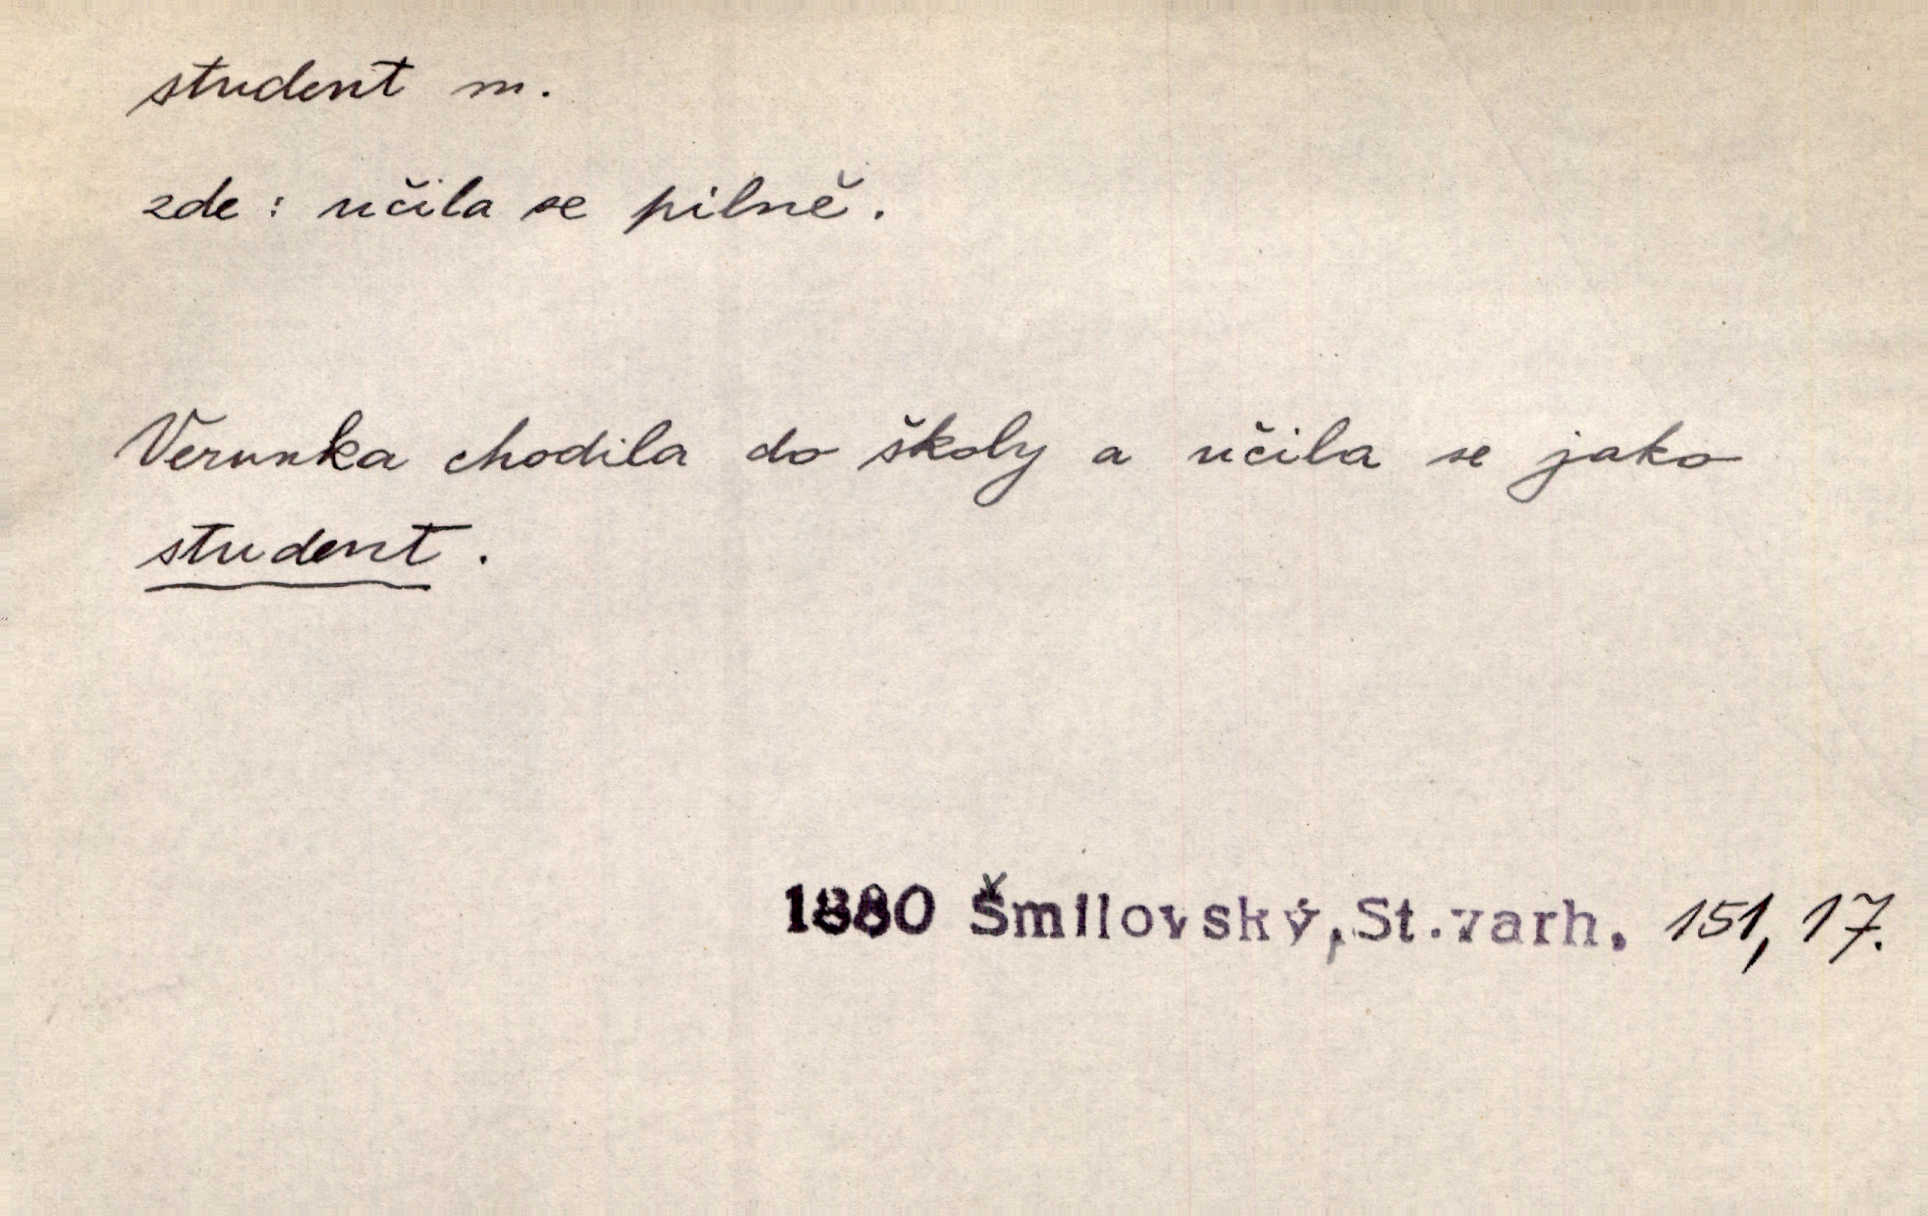 student m.
zde : učila se pilně.
Verunka chodila do školy a učila se jako
student.
1880 Šmilovský, St.varh. 151, 17.